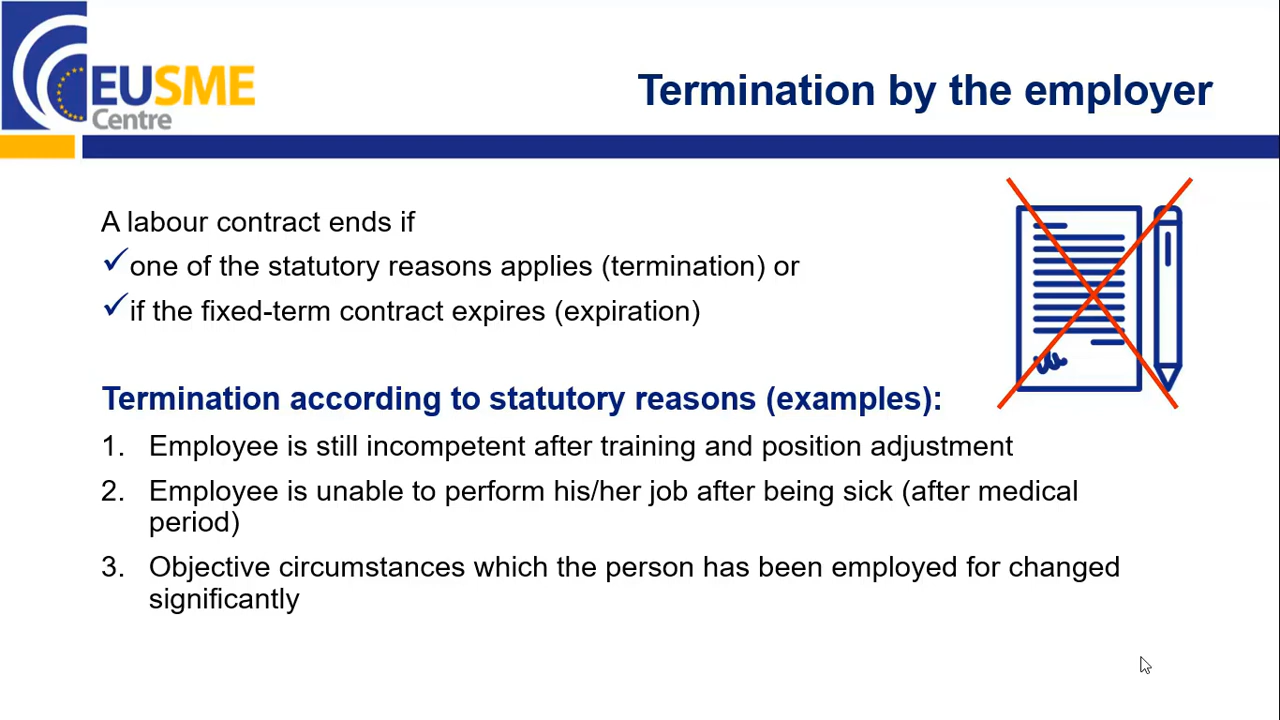 EUSME
Centre
Termination by the employer
A labour contract ends if
✓one of the statutory reasons applies (termination) or
✓if the fixed-term contract expires (expiration)
Termination according to statutory reasons (examples):
1. Employee is still incompetent after training and position adjustment
2. Employee is unable to perform his/her job after being sick (after medical
period)
3. Objective circumstances which the person has been employed for changed
significantly